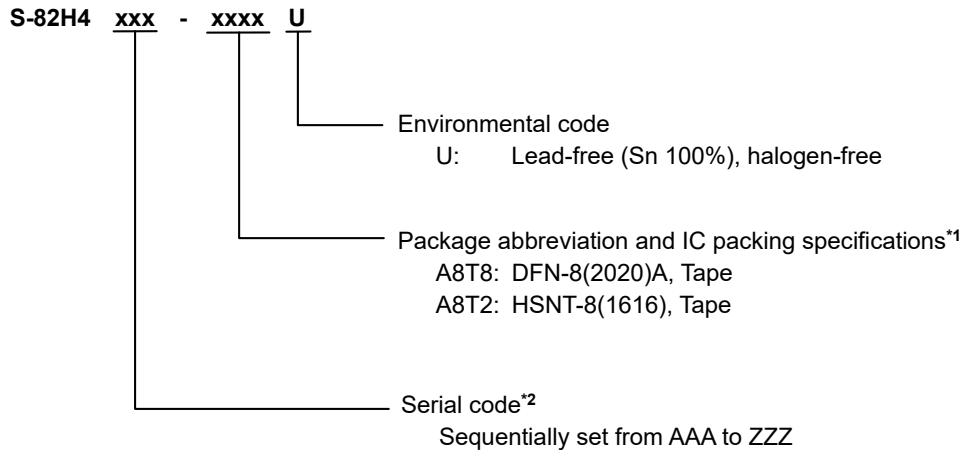 S-82H4 xxx - xxxx U
Environmental code
U: Lead-free (Sn 100%), halogen-free
Package abbreviation and IC packing specifications*1
A8T8: DFN-8(2020)A, Tape
A8T2: HSNT-8(1616), Tape
Serial code*2
Sequentially set from AAA to ZZZ